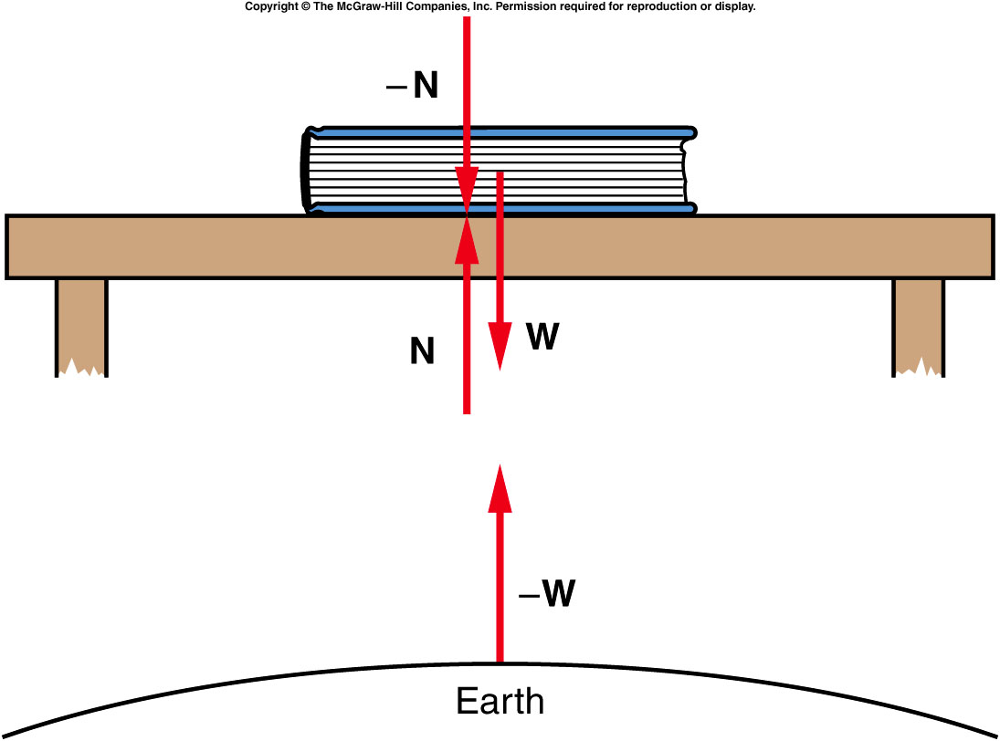 Copyright © The McGraw-Hill Companies, Inc. Permission required for reproduction or display.
–N
W
N
–W
Earth